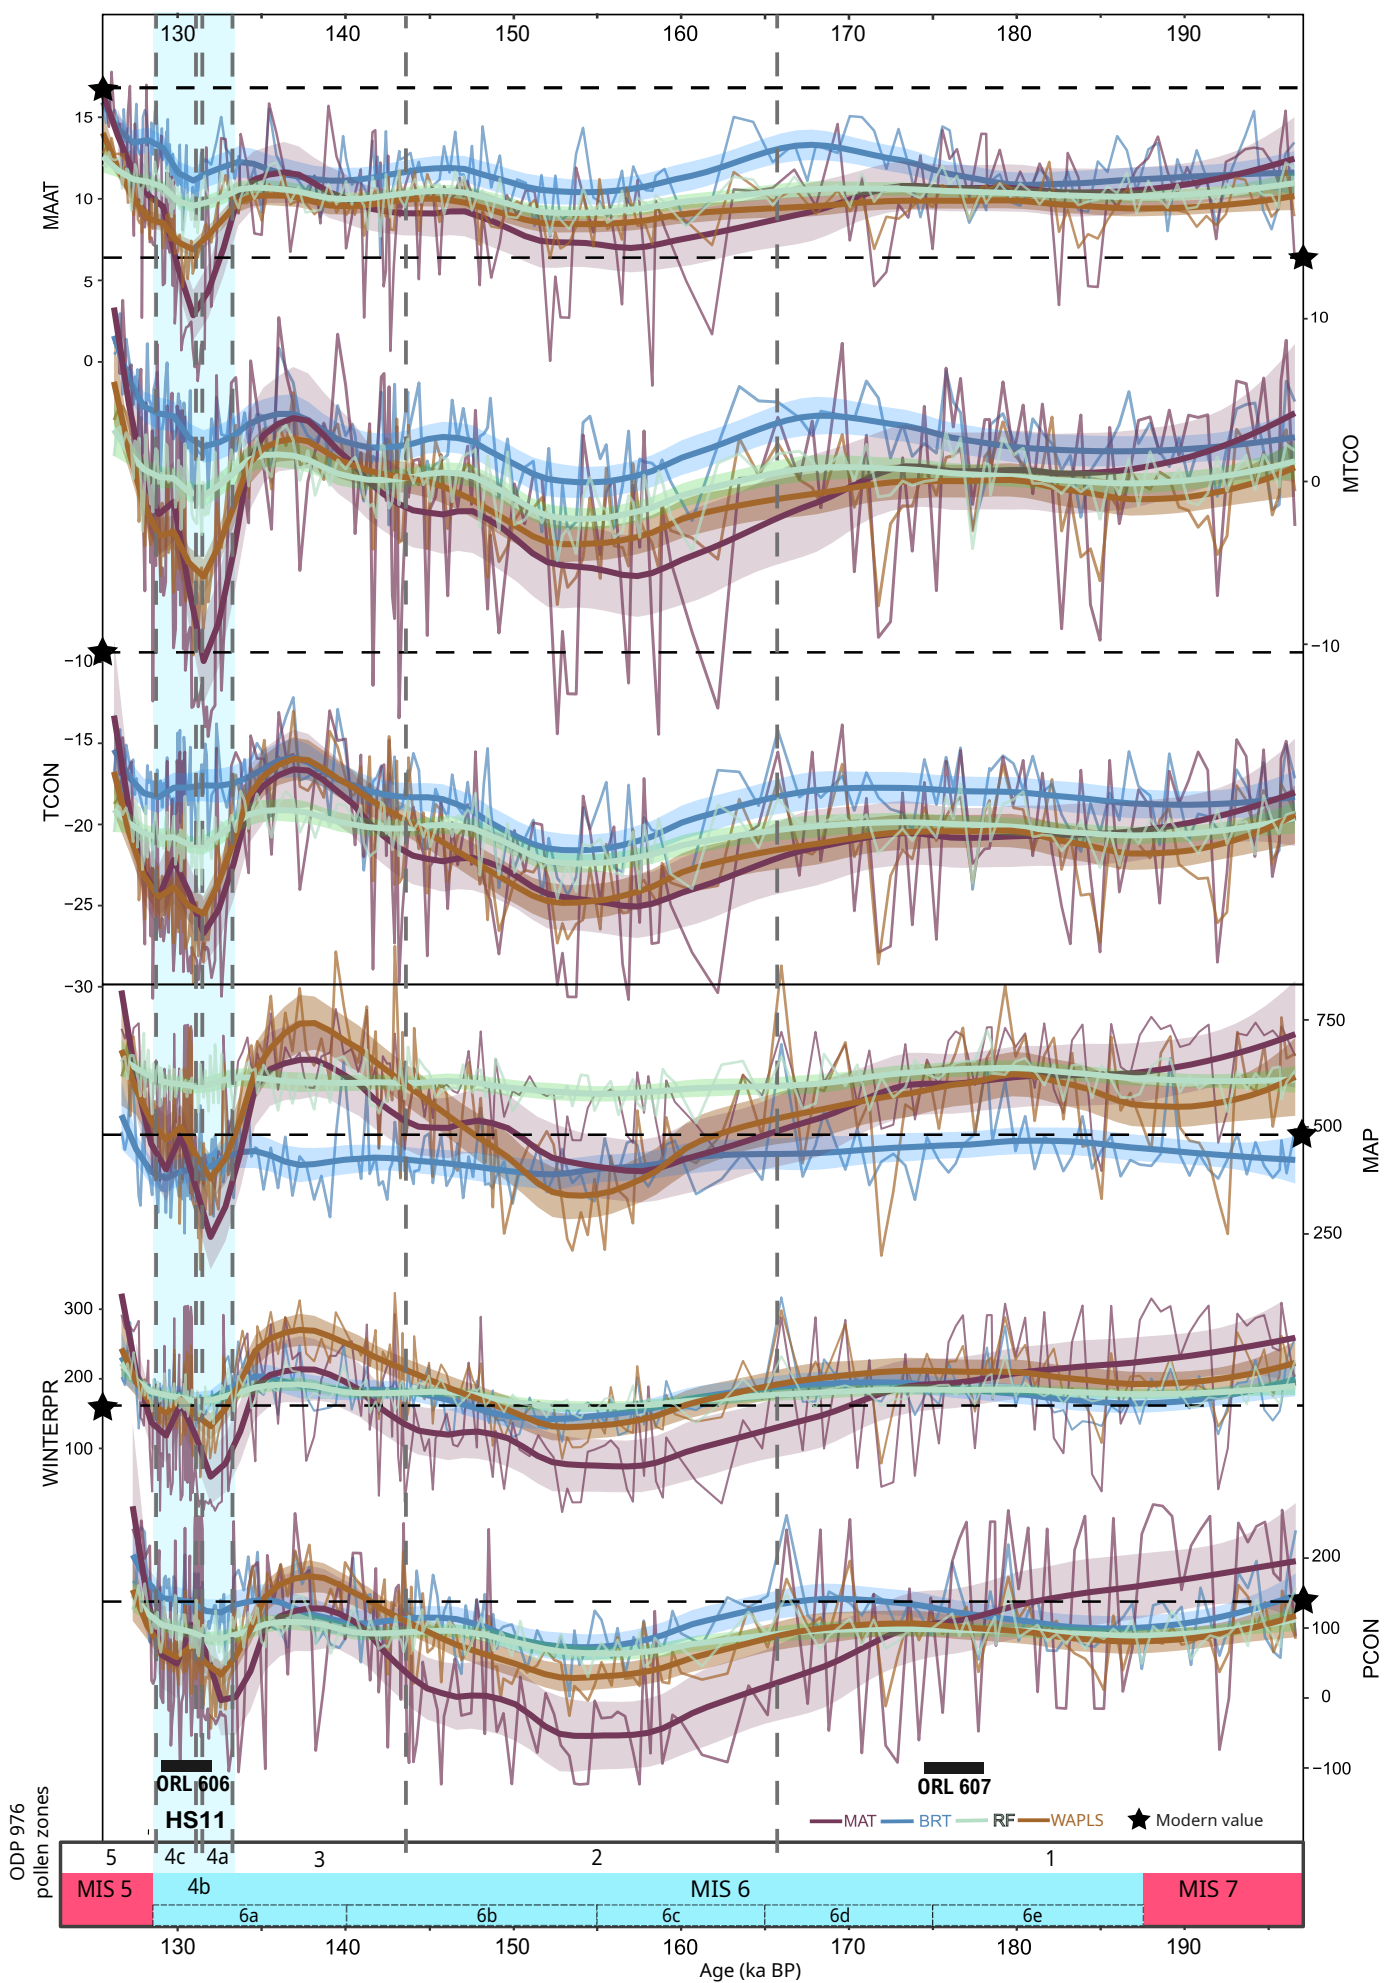 130 140 150 160 170 180 190
15
10
5
0
MAAT
10
0
−10
MTCO
−10
−15
−20
−25
−30
TCON
750
500
250
MAP
300
200
100
WINTERPR
200
100
0
−100
PCON
ORL 606
ORL 607
HS11
MAT BRT RF WAPLS Modern value
ODP 976
pollen zones
5 4c 4a 3 2 1
MIS 5 4b MIS 6 MIS 7
6a 6b 6c 6d 6e
130 140 150 160 170 180 190
Age (ka BP)